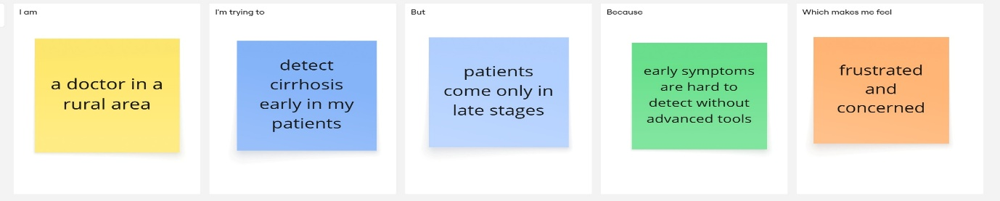 I am
a doctor in a
rural area
I'm trying to
detect
cirrhosis
early in my
patients
But
patients
come only in
late stages
Because
early symptoms
are hard to
detect without
advanced tools
Which makes me feel
frustrated
and
concerned